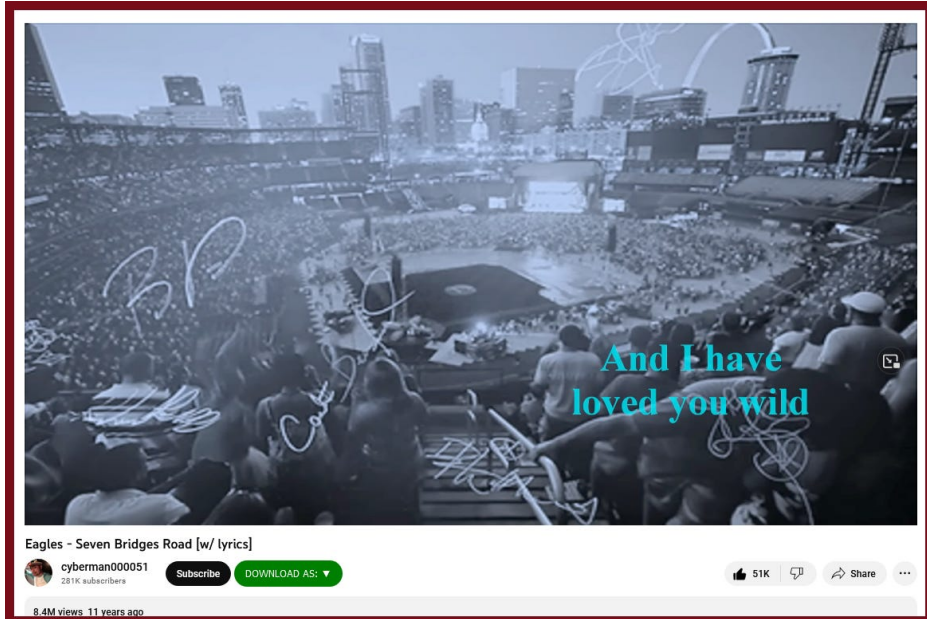 And I have
loved you wild
Eagles - Seven Bridges Road [w/ lyrics]
cyberman000051
281K subscribers
Subscribe
DOWNLOAD AS: ▼
51K
Share
8.4M views 11 years ago